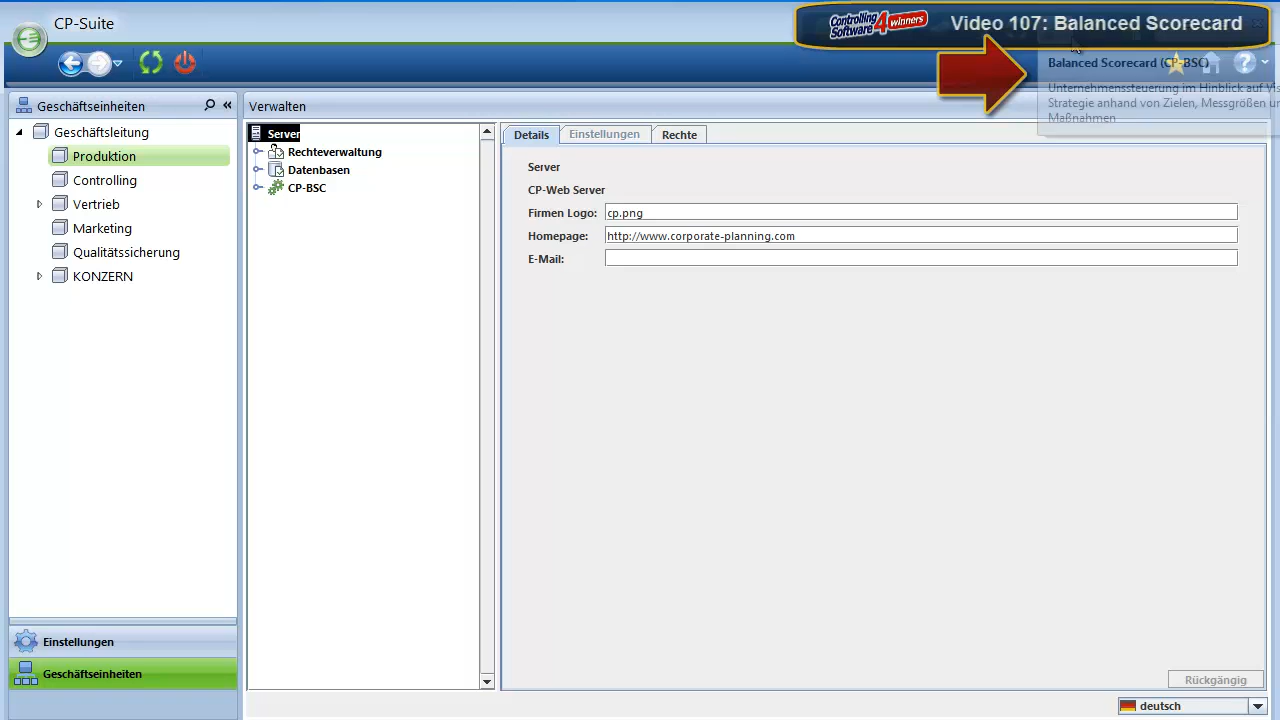 CP-Suite
Controlling
Software 4 winners
Video 107: Balanced Scorecard
Balanced Scorecard (CP-BSC)
Unternehmenssteuerung im Hinblick auf Vis
Strategie anhand von Zielen, Messgrößen un
Maßnahmen
Geschäftseinheiten
Geschäftsleitung
Produktion
Controlling
Vertrieb
Marketing
Qualitätssicherung
KONZERN
Einstellungen
Geschäftseinheiten
Verwalten
Server
Rechteverwaltung
Datenbasen
CP-BSC
Details Einstellungen Rechte
Server
CP-Web Server
Firmen Logo: cp.png
Homepage: http://www.corporate-planning.com
E-Mail:
Rückgängig
deutsch